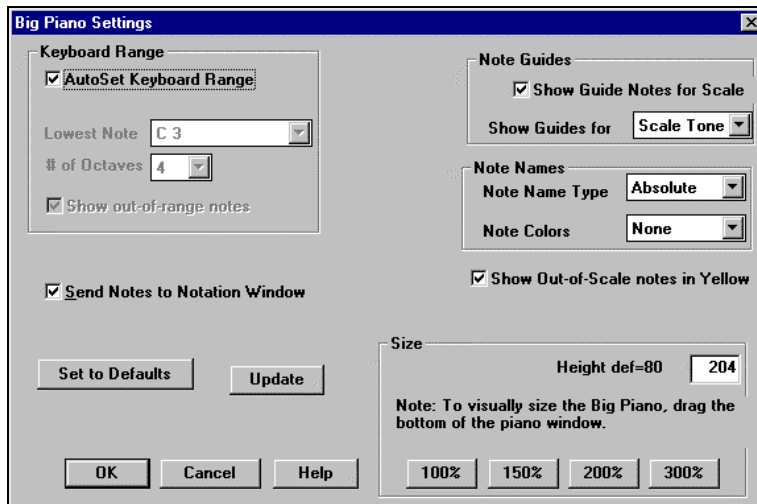 Big Piano Settings
Keyboard Range
AutoSet Keyboard Range
Lowest Note C 3
# of Octaves 4
Show out-of-range notes
Send Notes to Notation Window
Set to Defaults
Update
OK
Cancel
Help
Note Guides
Show Guide Notes for Scale
Show Guides for Scale Tone
Note Names
Note Name Type Absolute
Note Colors None
Show Out-of-Scale notes in Yellow
Size
Height def=80 204
Note: To visually size the Big Piano, drag the
bottom of the piano window.
100% 150% 200% 300%